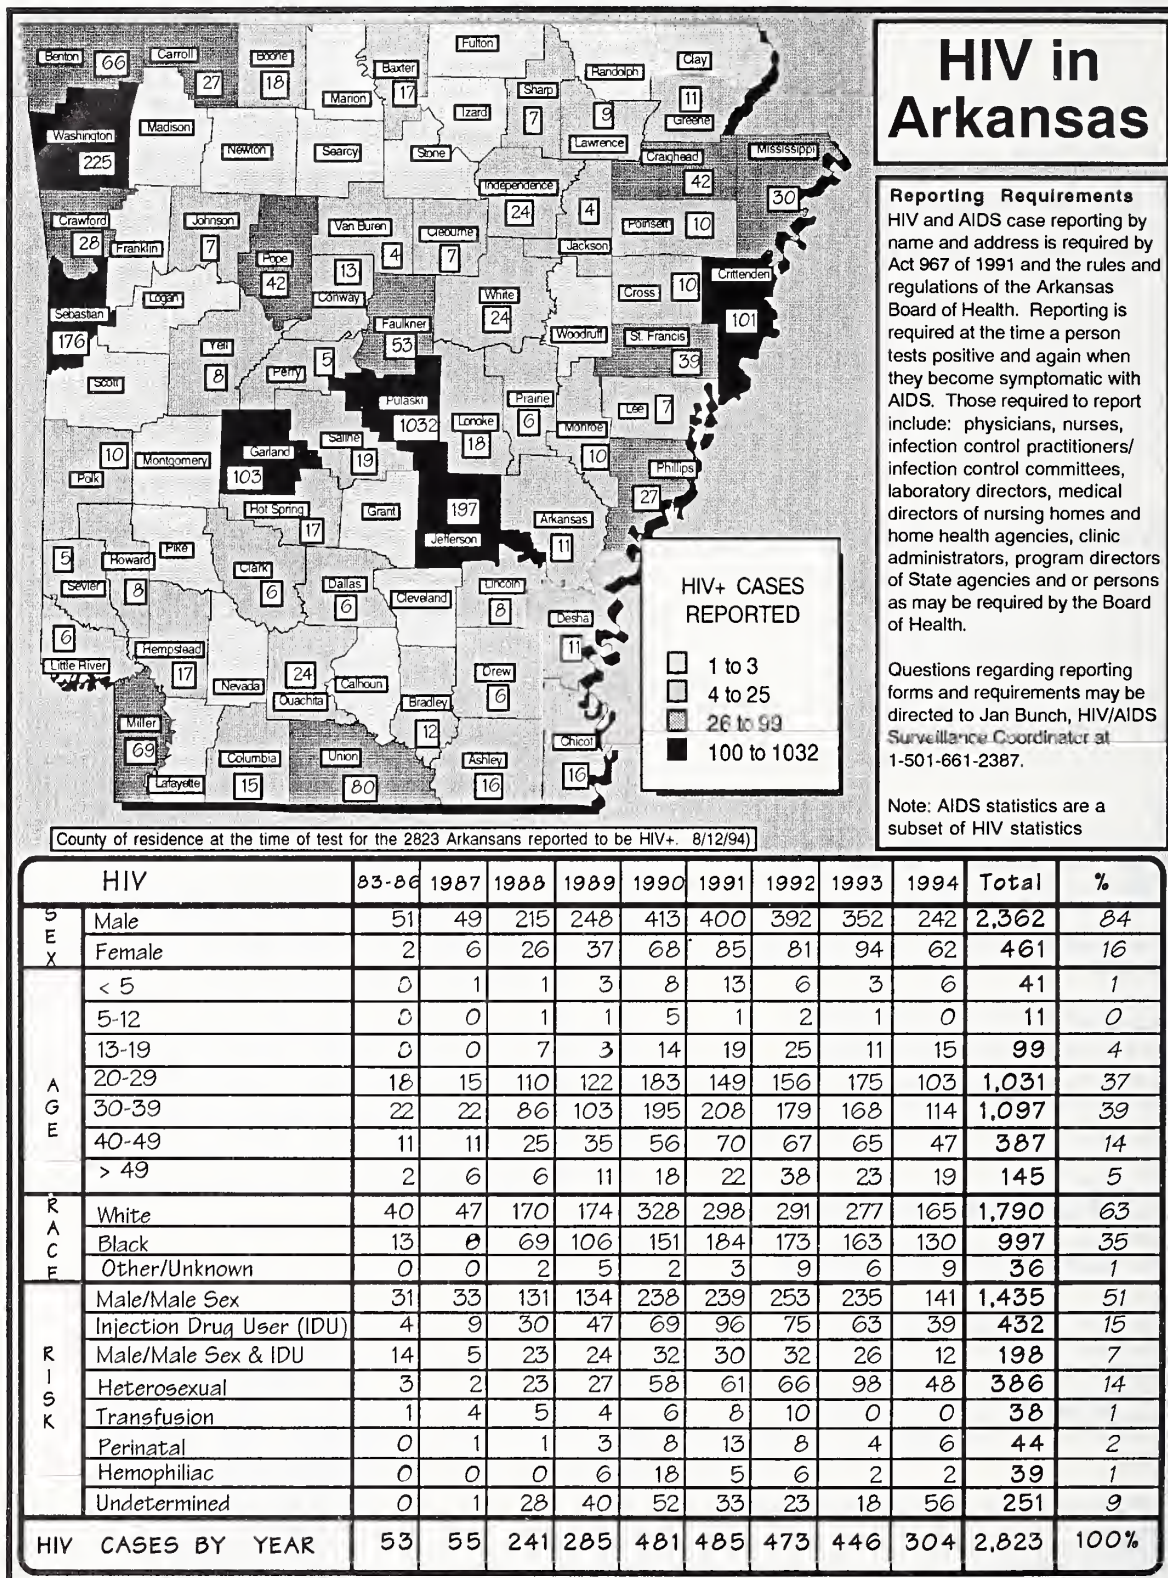 HIV in
Arkansas
Benton 66
Carroll 27
Boone 18
Marion
Baxter 17
Fulton
Izard
Sharp 7
Randolph
9 Lawrence
Clay
11 Greene
Washington 225
Madison
Newton
Searcy
Stone
Independence 24
Craighead 42
Mississippi 30
Crawford 28
Franklin
Johnson 7
Pope 42
Van Buren 4
Cleburne 7
4 Jackson
Poinsett 10
Logan
13 Conway
White 24
Cross 10
Crittenden 101
Sebastian 176
Yell 8
Perry 5
Faulkner 53
Woodruff
St. Francis 39
Scott
Pulaski 1032
Lonoke 18
Prairie 6
Monroe 10
Lee 7
10 Polk
Montgomery
Garland 103
Saline 19
Phillips 27
Hot Spring 17
Grant
197 Jefferson
Arkansas 11
5 Sevier
Howard 8
Pike
Clark 6
Dallas 6
Cleveland
Lincoln 8
Desha 11
6 Little River
Hempstead 17
Nevada
24 Ouachita
Calhoun
Bradley 12
Drew 6
Miller 69
Lafayette
Columbia 15
Union 80
Ashley 16
Chicot 16
HIV+ CASES
REPORTED
1 to 3
4 to 25
26 to 99
100 to 1032
County of residence at the time of test for the 2823 Arkansans reported to be HIV+. 8/12/94)
Reporting Requirements
HIV and AIDS case reporting by
name and address is required by
Act 967 of 1991 and the rules and
regulations of the Arkansas
Board of Health. Reporting is
required at the time a person
tests positive and again when
they become symptomatic with
AIDS. Those required to report
include: physicians, nurses,
infection control practitioners/
infection control committees,
laboratory directors, medical
directors of nursing homes and
home health agencies, clinic
administrators, program directors
of State agencies and or persons
as may be required by the Board
of Health.
Questions regarding reporting
forms and requirements may be
directed to Jan Bunch, HIV/AIDS
Surveillance Coordinator at
1-501-661-2387.
Note: AIDS statistics are a
subset of HIV statistics
HIV 83-86 1987 1988 1989 1990 1991 1992 1993 1994 Total %
SEX
Male 51 49 215 248 413 400 392 352 242 2,362 84
Female 2 6 26 37 68 85 81 94 62 461 16
AGE
< 5 0 1 1 3 8 13 6 3 6 41 1
5-12 0 0 1 1 5 1 2 1 0 11 0
13-19 0 0 7 3 14 19 25 11 15 99 4
20-29 18 15 110 122 183 149 156 175 103 1,031 37
30-39 22 22 86 103 195 208 179 168 114 1,097 39
40-49 11 11 25 35 56 70 67 65 47 387 14
> 49 2 6 6 11 18 22 38 23 19 145 5
RACE
White 40 47 170 174 328 298 291 277 165 1,790 63
Black 13 8 69 106 151 184 173 163 130 997 35
Other/Unknown 0 0 2 5 2 3 9 6 9 36 1
RISK
Male/Male Sex 31 33 131 134 238 239 253 235 141 1,435 51
Injection Drug User (IDU) 4 9 30 47 69 96 75 63 39 432 15
Male/Male Sex & IDU 14 5 23 24 32 30 32 26 12 198 7
Heterosexual 3 2 23 27 58 61 66 98 48 386 14
Transfusion 1 4 5 4 6 8 10 0 0 38 1
Perinatal 0 1 1 3 8 13 8 4 6 44 2
Hemophiliac 0 0 0 6 18 5 6 2 2 39 1
Undetermined 0 1 28 40 52 33 23 18 56 251 9
HIV CASES BY YEAR 53 55 241 285 481 485 473 446 304 2,823 100%